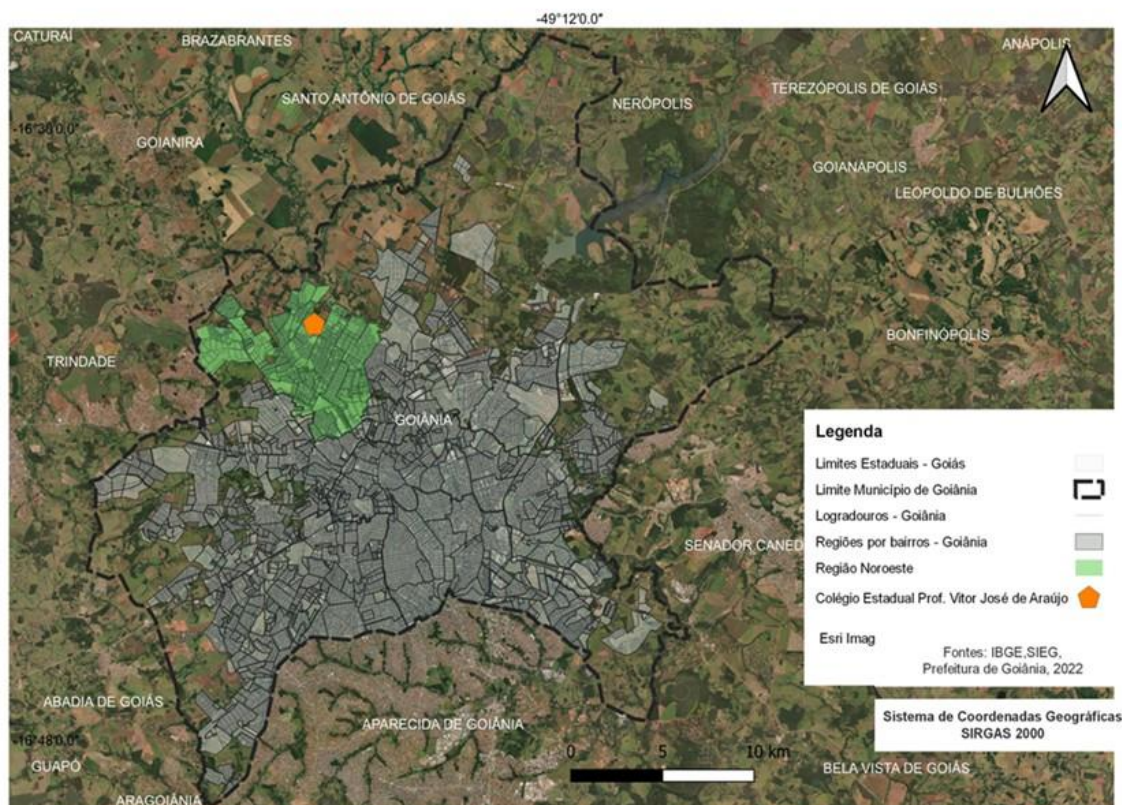 -49°12'0.0"
CATURAÍ
BRAZABRANTES
ANÁPOLIS
SANTO ANTÔNIO DE GOIÁS
NERÓPOLIS
TEREZÓPOLIS DE GOIÁS
-16°36'0.0"
GOIANIRA
GOIANÁPOLIS
LEOPOLDO DE BULHÕES
BONFINÓPOLIS
TRINDADE
GOIÂNIA
Legenda
Limites Estaduais - Goiás
Limite Município de Goiânia
Logradouros - Goiânia
Regiões por bairros - Goiânia
Região Noroeste
Colégio Estadual Prof. Vitor José de Araújo
Esri Imag
Fontes: IBGE,SIEG,
Prefeitura de Goiânia, 2022
SENADOR CANED
ABADIA DE GOIÁS
APARECIDA DE GOIÂNIA
Sistema de Coordenadas Geográficas
SIRGAS 2000
-16°48'0.0"
GUAPÓ
0 5 10 km
BELA VISTA DE GOIÁS
ARAGOIÂNIA